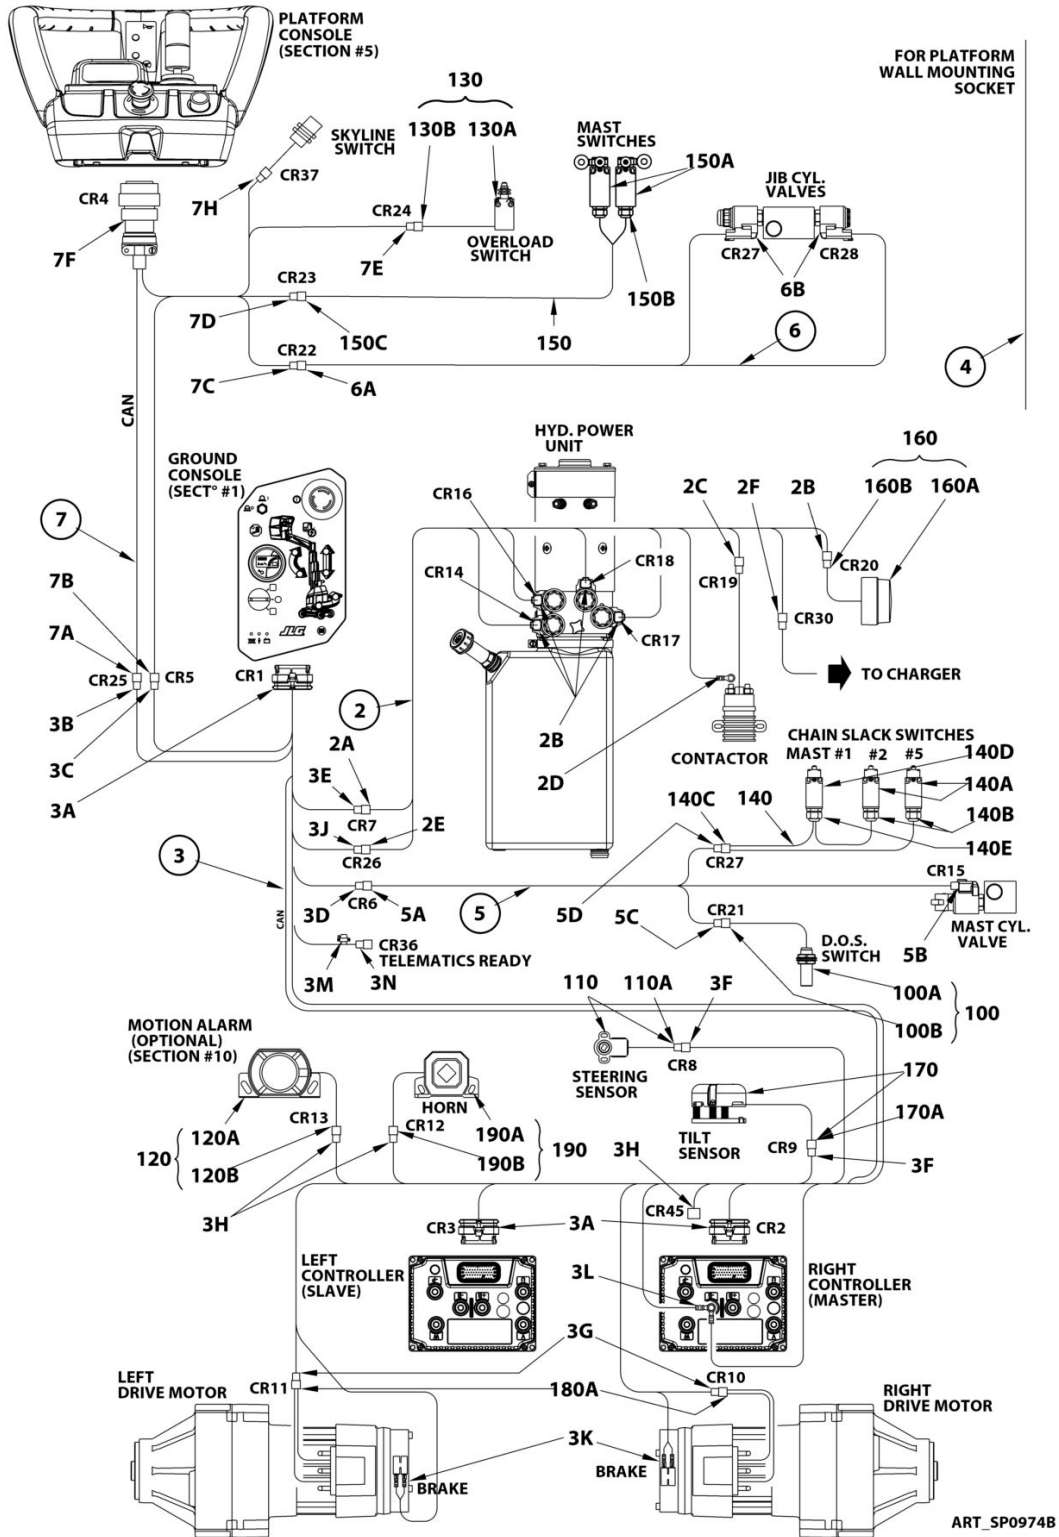 PLATFORM
CONSOLE
(SECTION #5)
FOR PLATFORM
WALL MOUNTING
SOCKET
130
130B
130A
SKYLINE
SWITCH
MAST
SWITCHES
150A
JIB CYL.
VALVES
CR37
7H
CR4
CR24
7F
7E
OVERLOAD
SWITCH
CR27
CR28
6B
150B
CR23
7D
150C
150
6
CR22
7C
6A
4
CAN
HYD. POWER
UNIT
160
GROUND
CONSOLE
(SECT° #1)
CR16
2C
2F
2B
160B
160A
7
CR14
CR18
CR19
CR20
7B
7A
JLG
CR17
CR30
CR25
CR5
CR1
TO CHARGER
3B
2
3C
2A
2B
CONTACTOR
CHAIN SLACK SWITCHES
MAST #1
#2
#5
140D
3A
3E
2D
140A
CR7
140C
140
140B
3J
2E
140E
3
CR26
CR27
CR15
CR6
3D
5A
5
5D
5C
CR21
MAST CYL.
VALVE
5B
CAN
CR36
TELEMATICS READY
3M
3N
D.O.S.
SWITCH
100A
100
100B
110
110A
3F
MOTION ALARM
(OPTIONAL)
(SECTION #10)
STEERING
SENSOR
CR8
170
HORN
170A
CR13
CR12
TILT
SENSOR
CR9
120A
190A
120
190
120B
190B
3H
3F
3H
CR45
CR3
3A
CR2
LEFT
CONTROLLER
(SLAVE)
3L
RIGHT
CONTROLLER
(MASTER)
3G
LEFT
DRIVE MOTOR
CR11
180A
CR10
RIGHT
DRIVE MOTOR
3K
BRAKE
BRAKE
ART_SP0974B